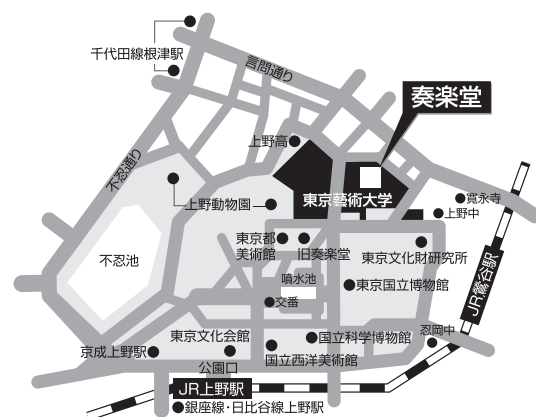 千代田線根津駅
言問通り
奏楽堂
上野高
不忍通り
東京藝術大学
寛永寺
上野中
上野動物園
東京都
美術館
旧奏楽堂
東京文化財研究所
JR鶯谷駅
不忍池
噴水池
東京国立博物館
交番
忍岡中
京成上野駅
東京文化会館
国立科学博物館
公園口
国立西洋美術館
JR上野駅
銀座線・日比谷線上野駅